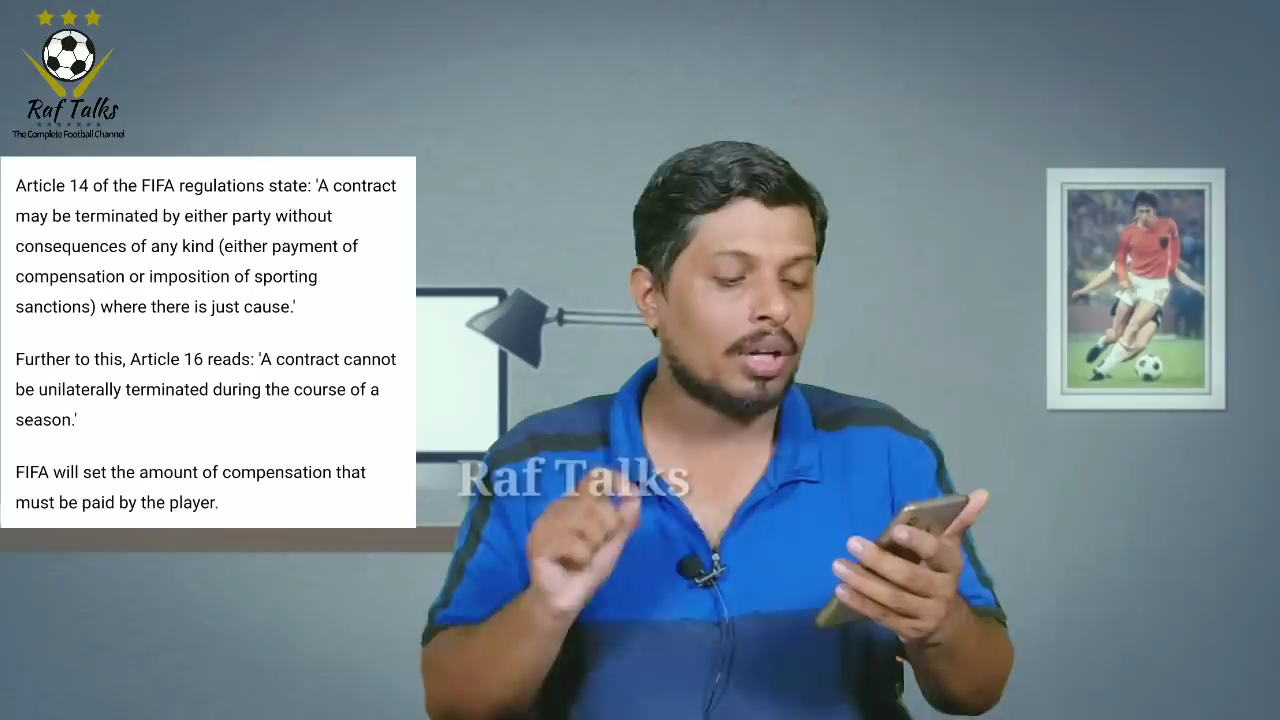 Raf Talks
The Complete Football Channel
Article 14 of the FIFA regulations state: 'A contract
may be terminated by either party without
consequences of any kind (either payment of
compensation or imposition of sporting
sanctions) where there is just cause.'
Further to this, Article 16 reads: 'A contract cannot
be unilaterally terminated during the course of a
season.'
FIFA will set the amount of compensation that
must be paid by the player.
Raf Talks